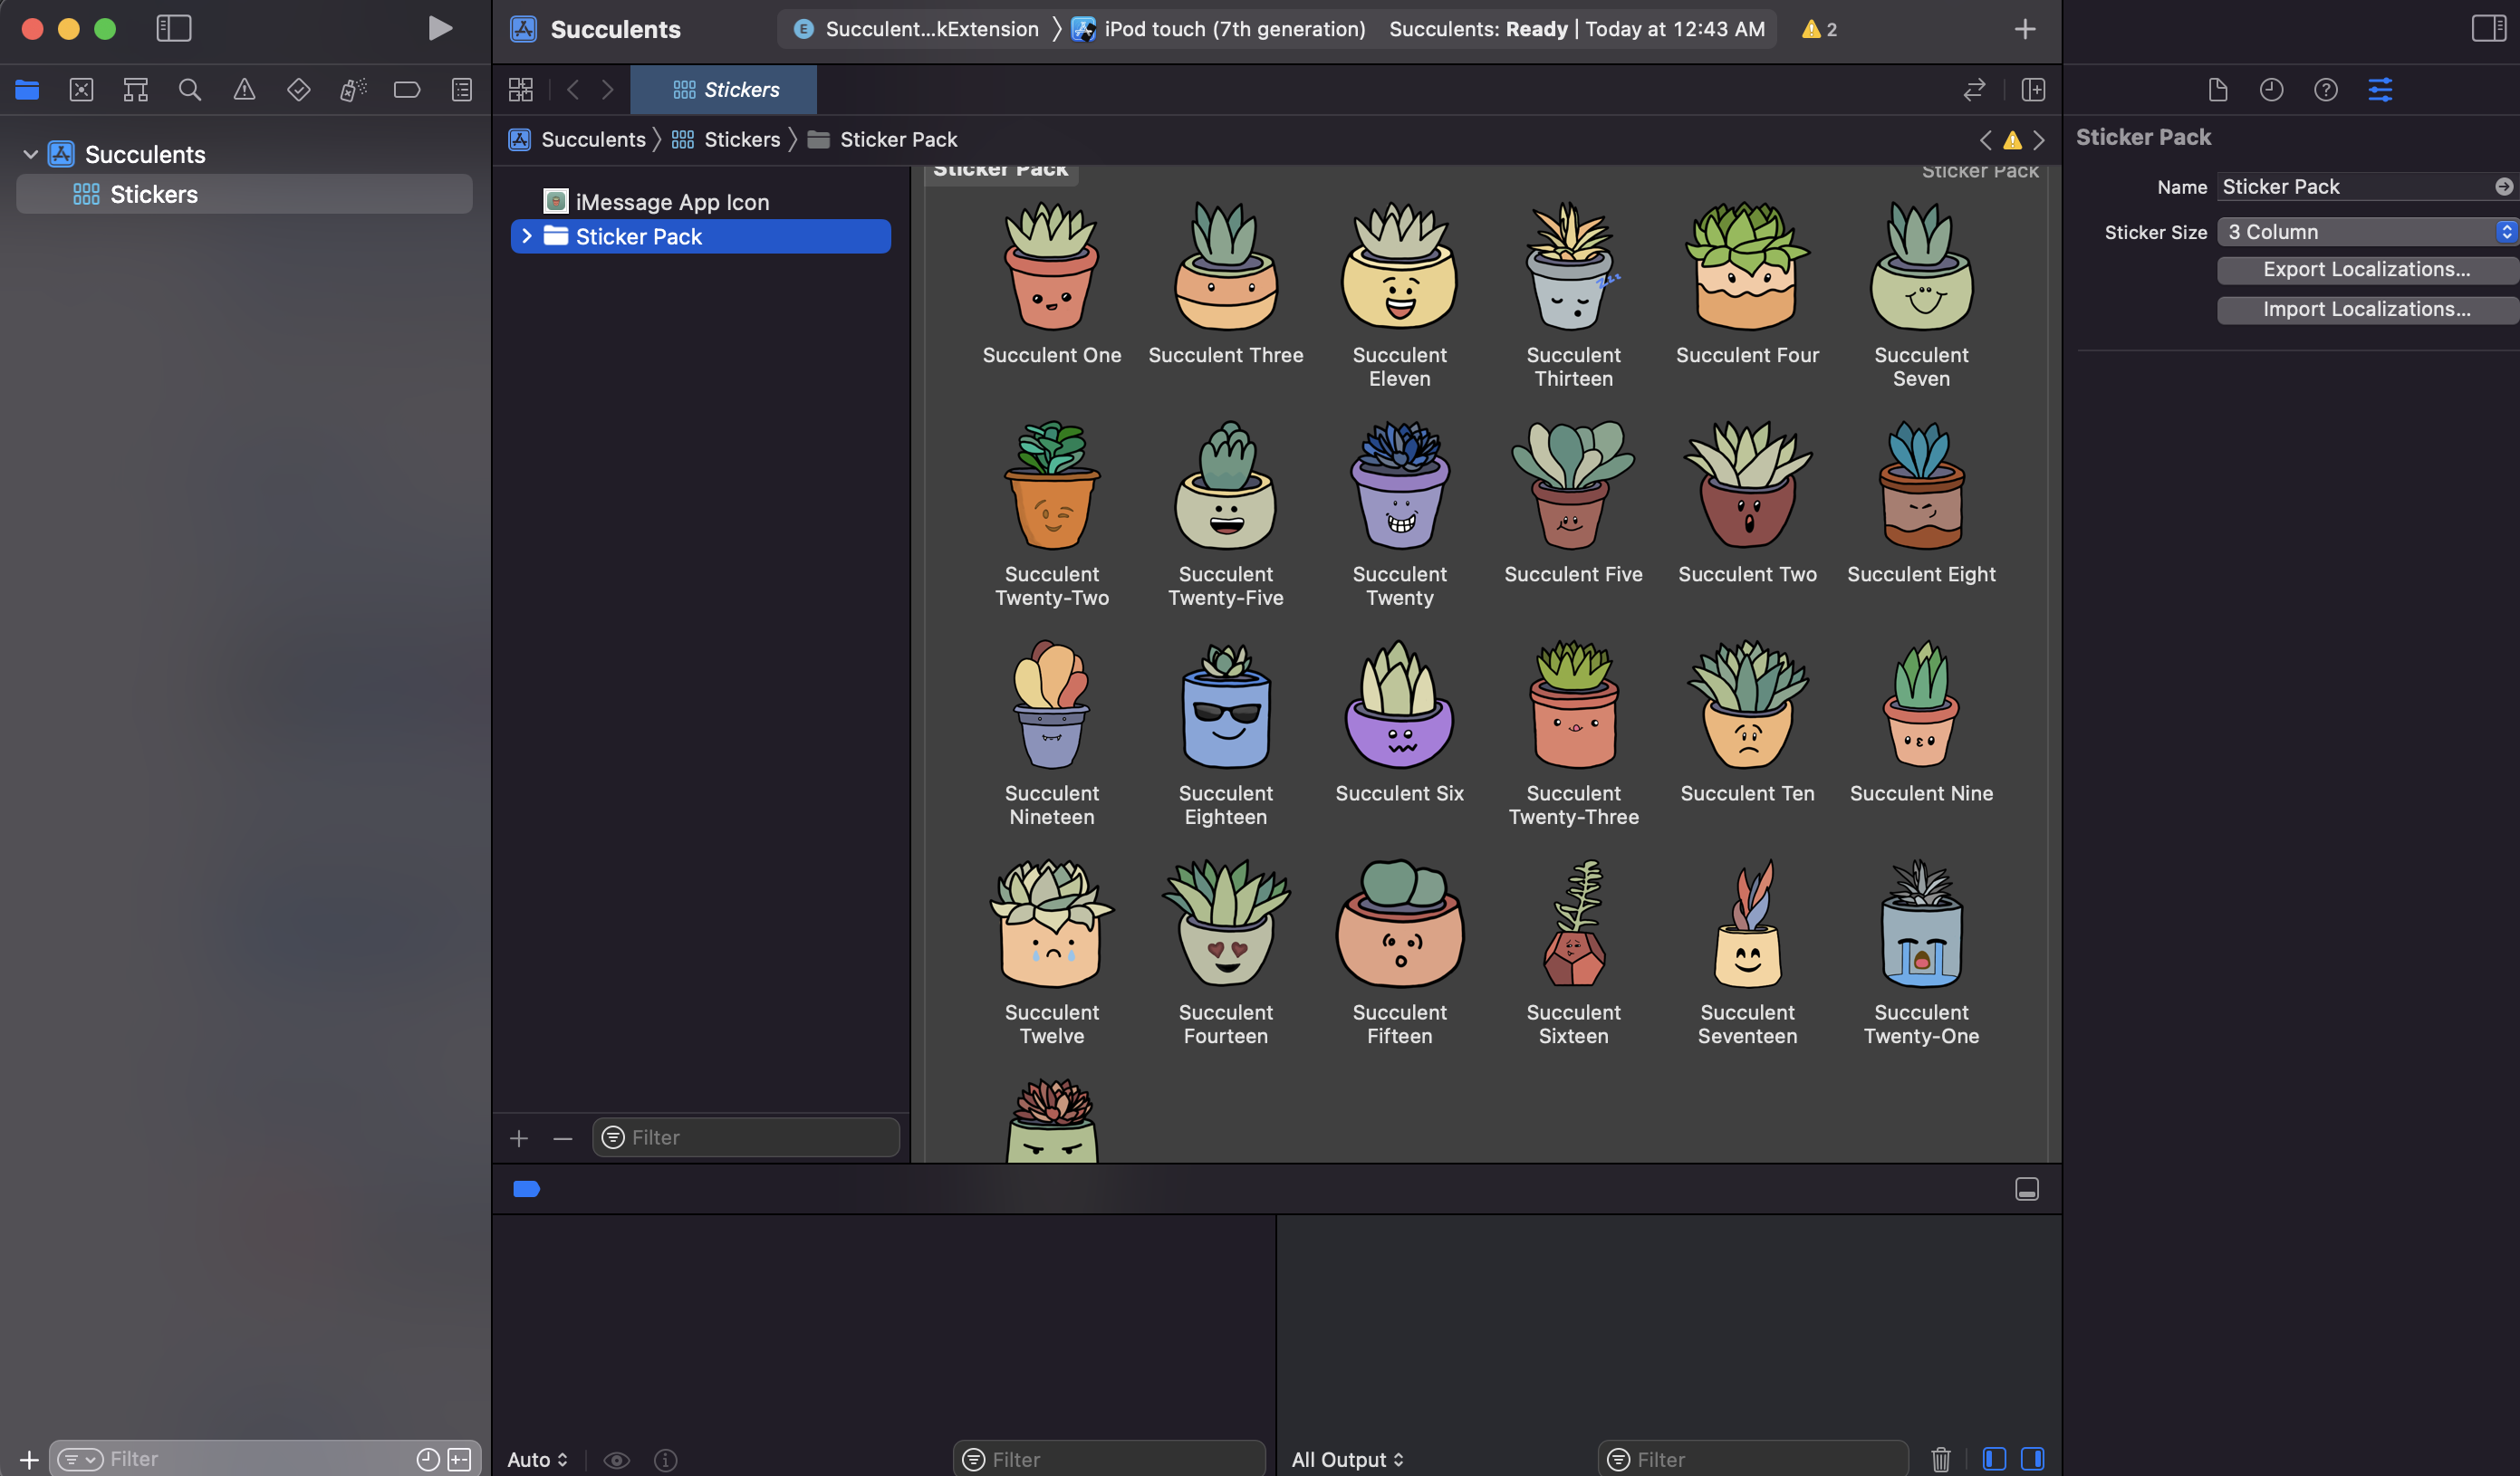 Succulents
Succulent...kExtension
iPod touch (7th generation)
Succulents: Ready | Today at 12:43 AM
2
Stickers
Succulents
Stickers
Sticker Pack
Succulents
Stickers
iMessage App Icon
Sticker Pack
Sticker Pack
Sticker Pack
Succulent One
Succulent Three
Succulent
Eleven
Succulent
Thirteen
Succulent Four
Succulent
Seven
Succulent
Twenty-Two
Succulent
Twenty-Five
Succulent
Twenty
Succulent Five
Succulent Two
Succulent Eight
Succulent
Nineteen
Succulent
Eighteen
Succulent Six
Succulent
Twenty-Three
Succulent Ten
Succulent Nine
Succulent
Twelve
Succulent
Fourteen
Succulent
Fifteen
Succulent
Sixteen
Succulent
Seventeen
Succulent
Twenty-One
Sticker Pack
Name
Sticker Pack
Sticker Size
3 Column
Export Localizations...
Import Localizations...
Filter
Filter
Auto
Filter
All Output
Filter